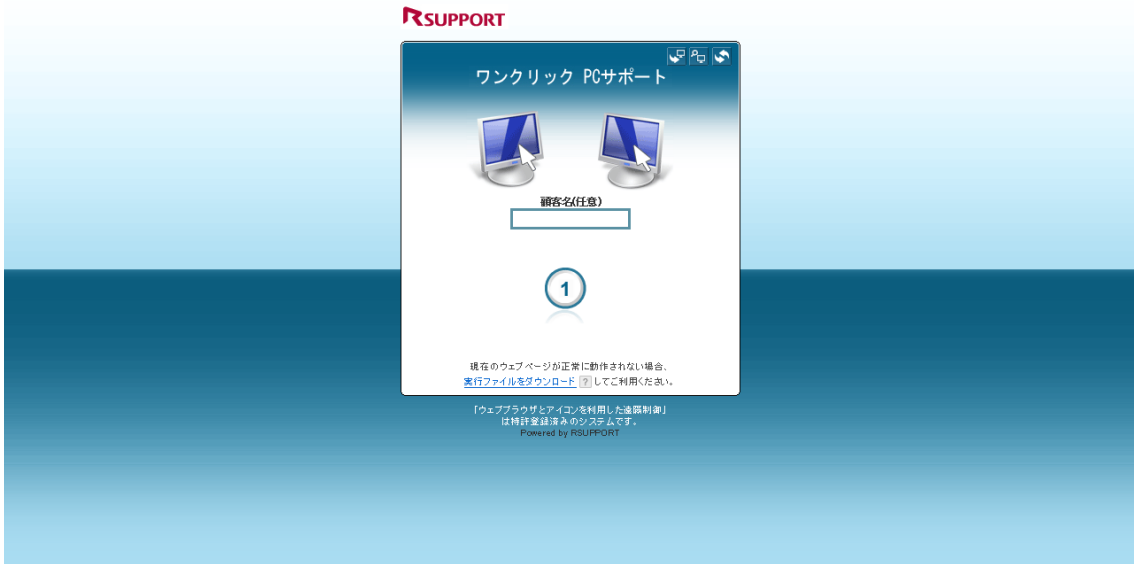 RSUPPORT
ワンクリック PCサポート
顧客名(任意)
1
現在のウェブページが正常に動作されない場合、
実行ファイルをダウンロード ? してご利用ください。
「ウェブブラウザとアイコンを利用した遠隔制御」
は特許登録済みのシステムです。
Powered by RSUPPORT